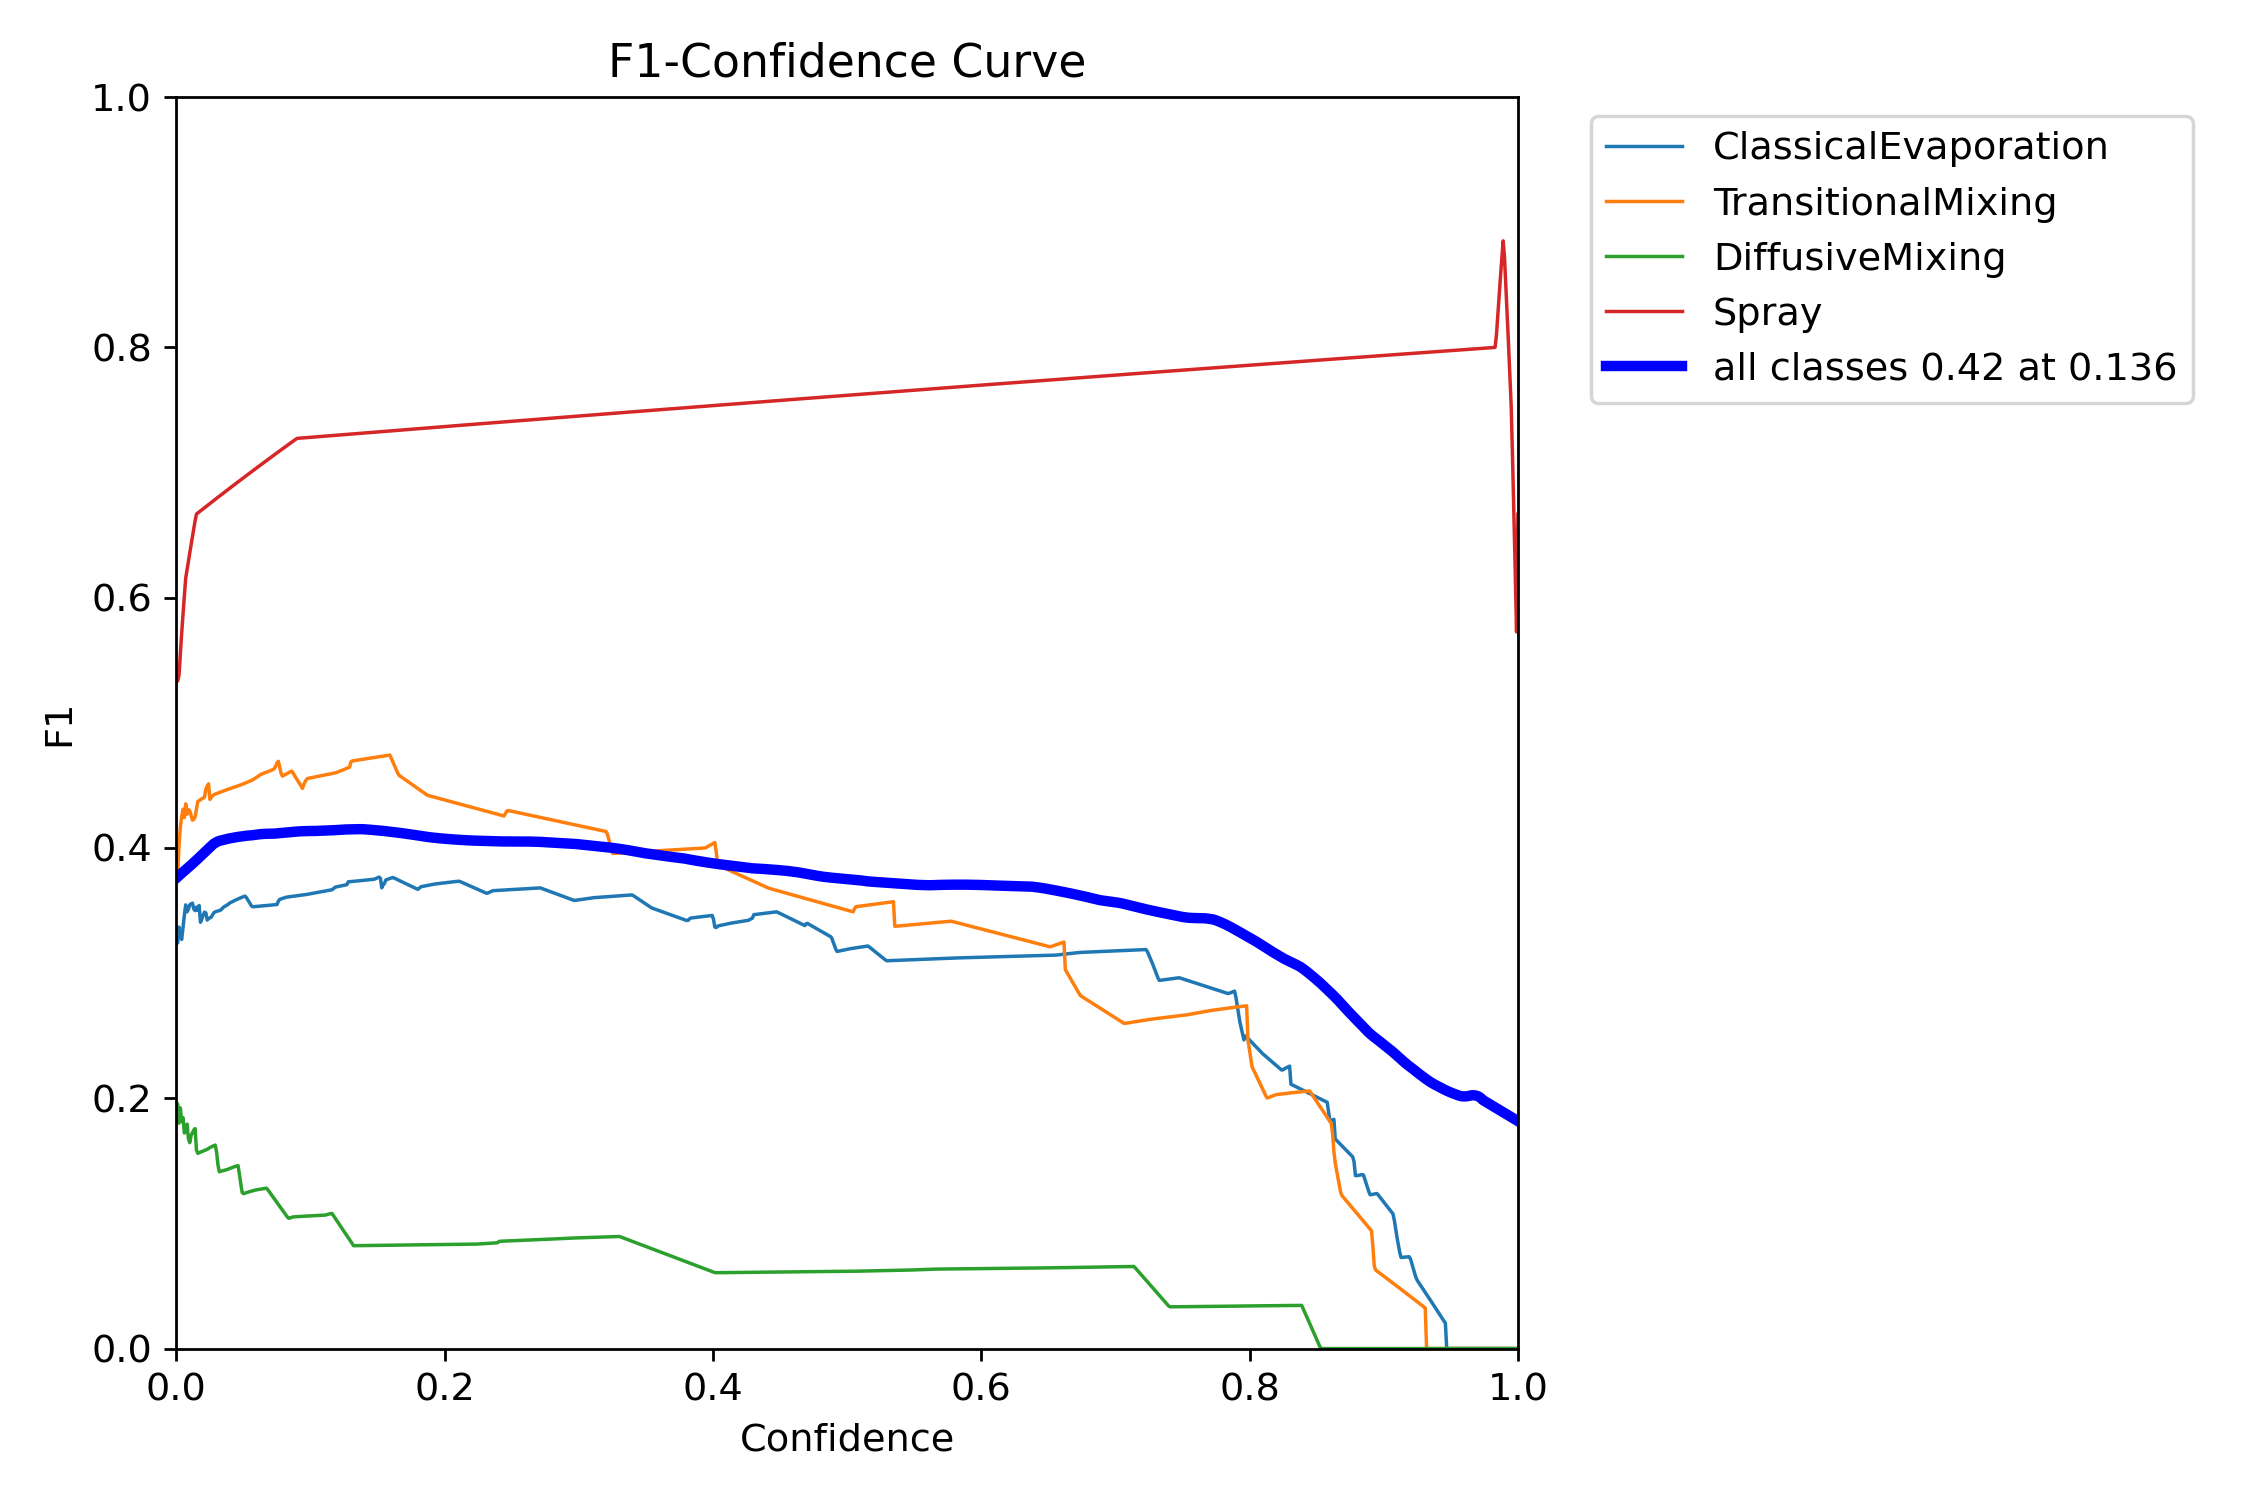 F1-Confidence Curve
1.0
0.8
0.6
0.4
0.2
0.0
F1
0.0 0.2 0.4 0.6 0.8 1.0
Confidence
ClassicalEvaporation
TransitionalMixing
DiffusiveMixing
Spray
all classes 0.42 at 0.136